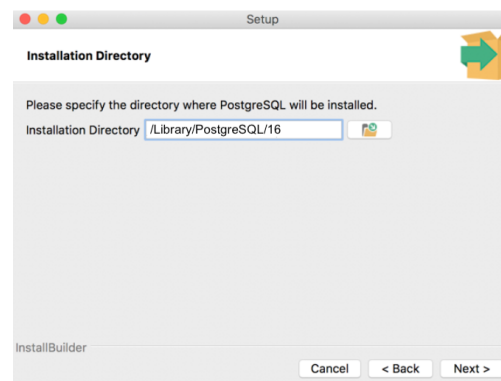 Setup
Installation Directory
Please specify the directory where PostgreSQL will be installed.
Installation Directory /Library/PostgreSQL/16
InstallBuilder
Cancel < Back Next >